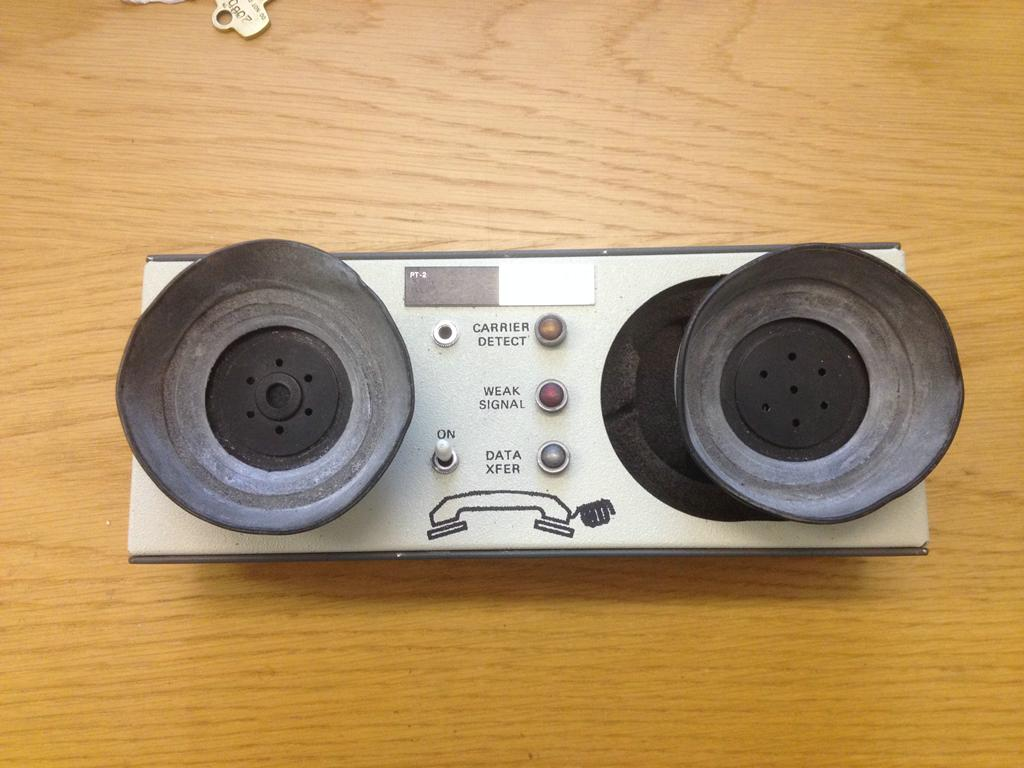 PT-2
CARRIER
DETECT
WEAK
SIGNAL
ON
DATA
XFER